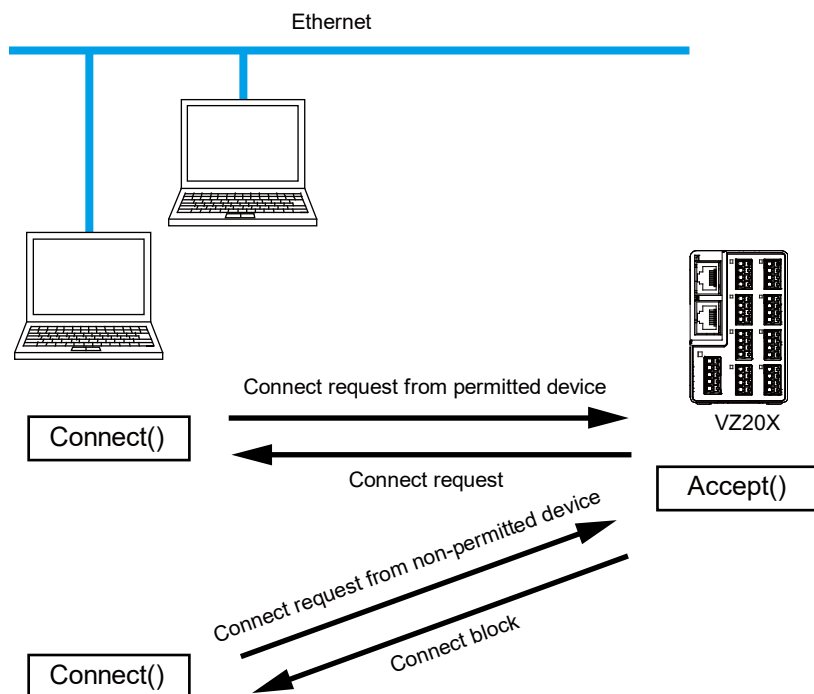 Ethernet
Connect request from permitted device
VZ20X
Connect()
Connect request
Accept()
Connect request from non-permitted device
Connect block
Connect()